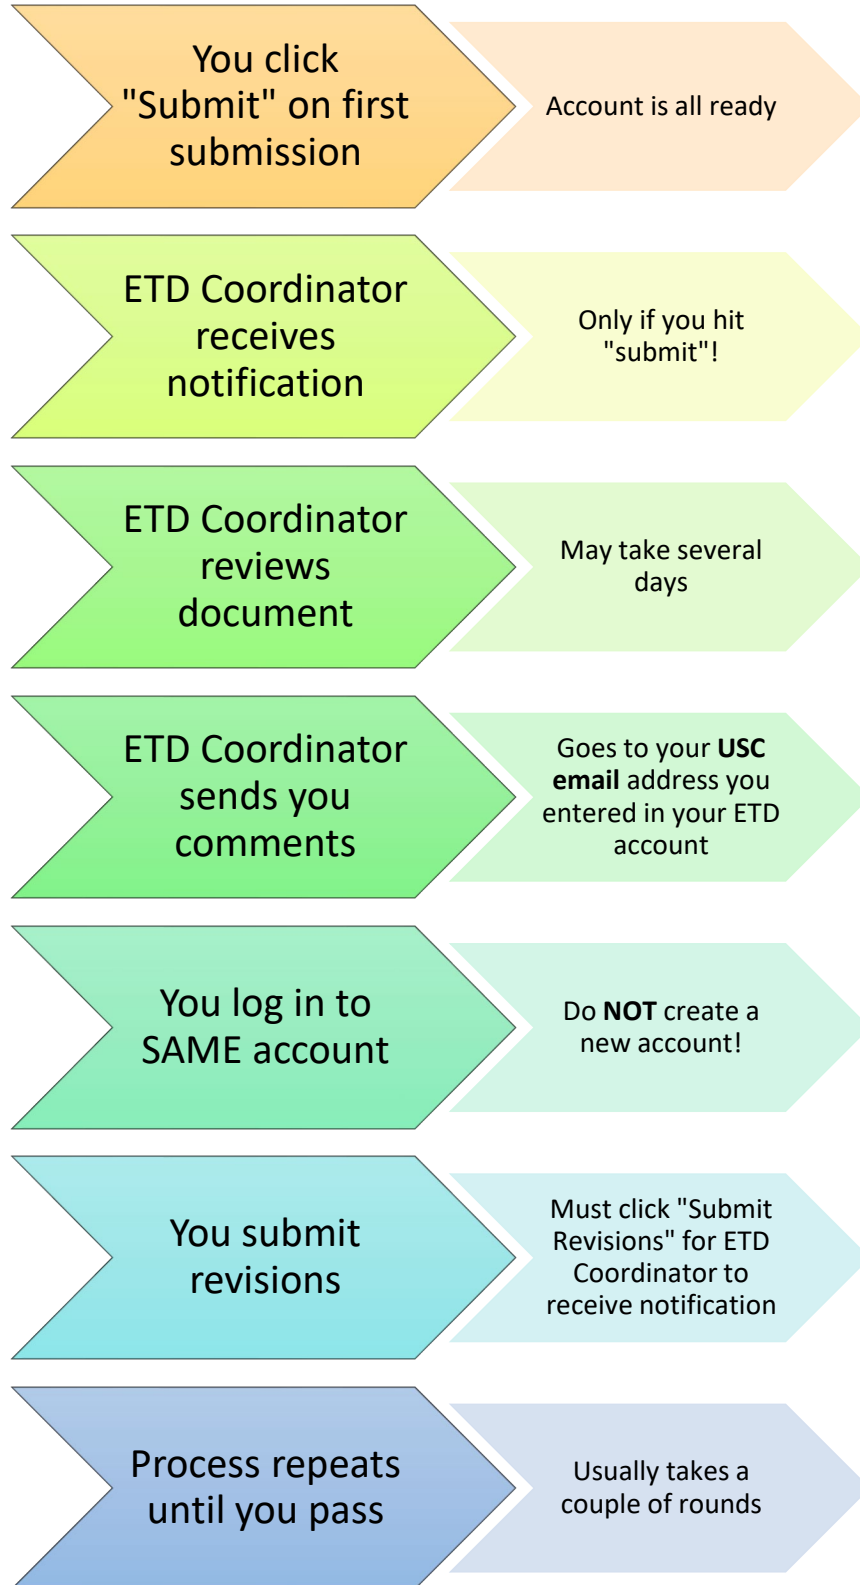 You click
"Submit" on first
submission
Account is all ready
ETD Coordinator
receives
notification
Only if you hit
"submit"!
ETD Coordinator
reviews
document
May take several
days
ETD Coordinator
sends you
comments
Goes to your USC
email address you
entered in your ETD
account
You log in to
SAME account
Do NOT create a
new account!
You submit
revisions
Must click "Submit
Revisions" for ETD
Coordinator to
receive notification
Process repeats
until you pass
Usually takes a
couple of rounds